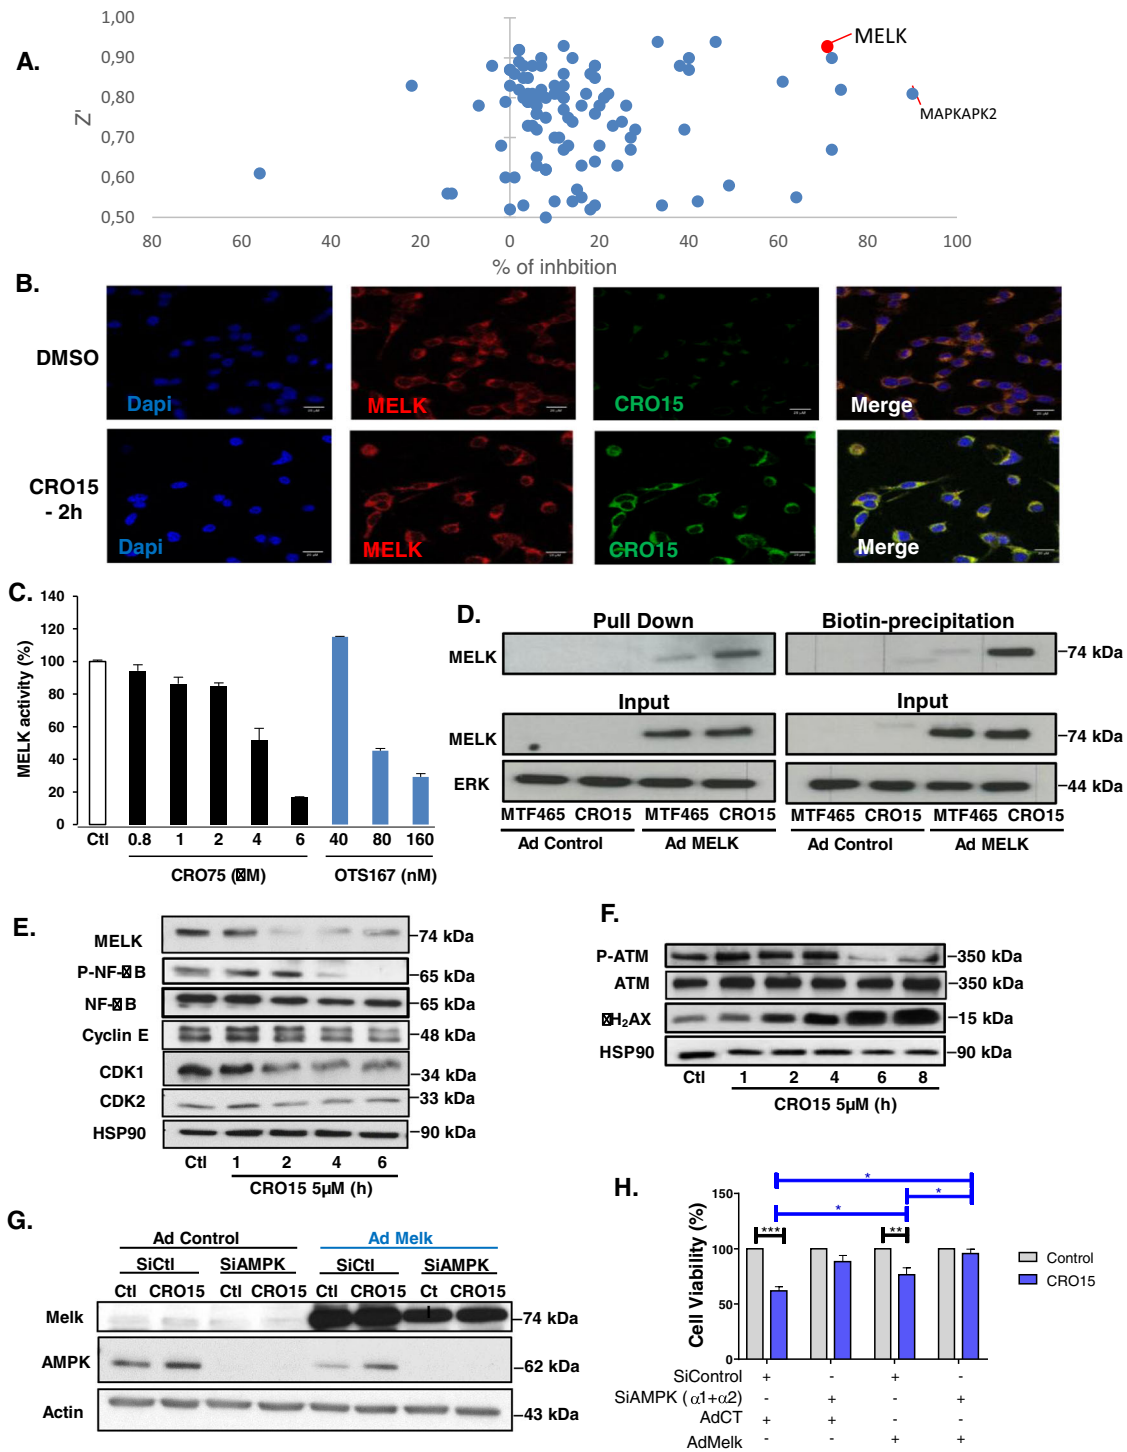 A.
1,00
0,90
0,80
0,70
0,60
0,50
Z'
MELK
MAPKAPK2
80 60 40 20 0 20 40 60 80 100
% of inhbition
B.
DMSO
Dapi MELK CRO15 Merge
CRO15
- 2h
Dapi MELK CRO15 Merge
C.
MELK activity (%)
140
120
100
80
60
40
20
0
Ctl 0.8 1 2 4 6 40 80 160
CRO75 (M) OTS167 (nM)
D.
Pull Down Biotin-precipitation
MELK 74 kDa
Input Input
MELK 74 kDa
ERK 44 kDa
MTF465 CRO15 MTF465 CRO15 MTF465 CRO15 MTF465 CRO15
Ad Control Ad MELK Ad Control Ad MELK
E.
MELK 74 kDa
P-NF-B 65 kDa
NF-B 65 kDa
Cyclin E 48 kDa
CDK1 34 kDa
CDK2 33 kDa
HSP90 90 kDa
Ctl 1 2 4 6
CRO15 5µM (h)
F.
P-ATM 350 kDa
ATM 350 kDa
H₂AX 15 kDa
HSP90 90 kDa
Ctl 1 2 4 6 8
CRO15 5µM (h)
G.
Ad Control Ad Melk
SiCtl SiAMPK SiCtl SiAMPK
Ctl CRO15 Ctl CRO15 Ctl CRO15 Ct CRO15
Melk 74 kDa
AMPK 62 kDa
Actin 43 kDa
H.
Cell Viability (%)
150
100
50
0
* * *
*** **
Control
CRO15
SiControl + - + -
SiAMPK (α1+α2) - + - +
AdCT + + - -
AdMelk - - + +